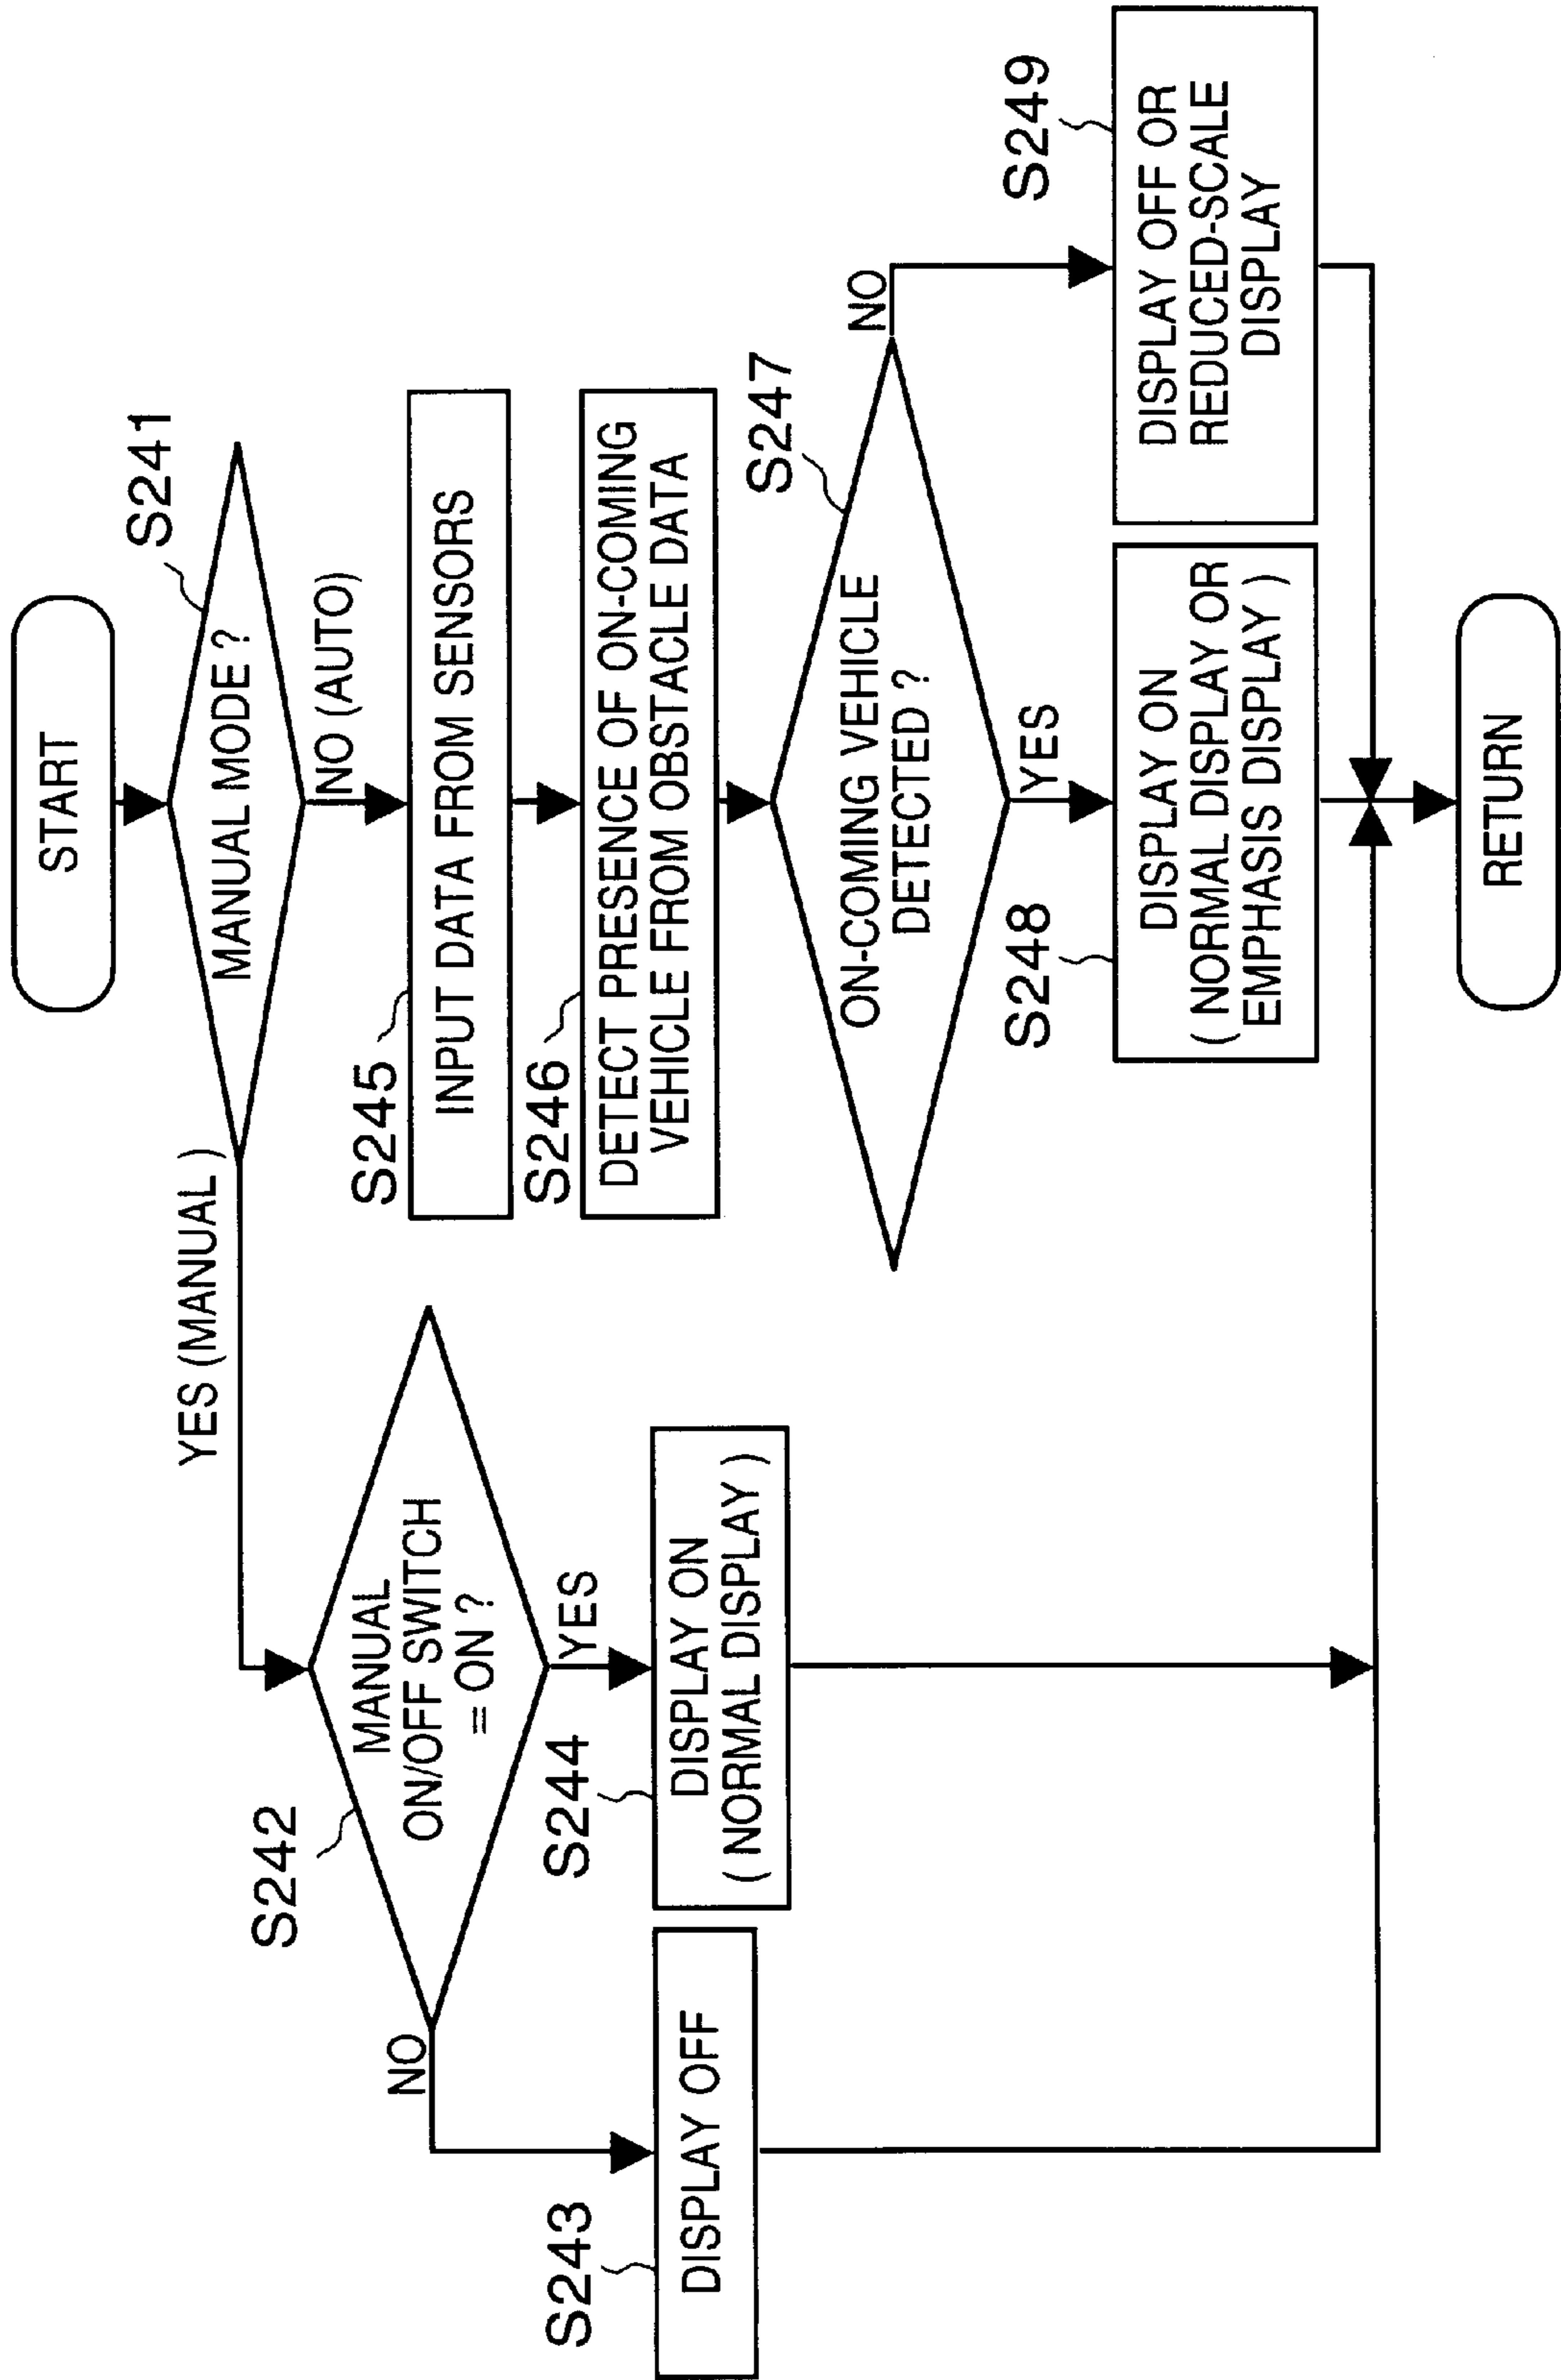 START
S241
MANUAL MODE ?
YES (MANUAL)
NO (AUTO)
S242
MANUAL
ON/OFF SWITCH
= ON ?
NO
YES
S243
DISPLAY OFF
S244
DISPLAY ON
( NORMAL DISPLAY )
S245
INPUT DATA FROM SENSORS
S246
DETECT PRESENCE OF ON-COMING
VEHICLE FROM OBSTACLE DATA
S247
ON-COMING VEHICLE
DETECTED ?
NO
YES
S248
DISPLAY ON
( NORMAL DISPLAY OR
EMPHASIS DISPLAY )
S249
DISPLAY OFF OR
REDUCED-SCALE
DISPLAY
RETURN